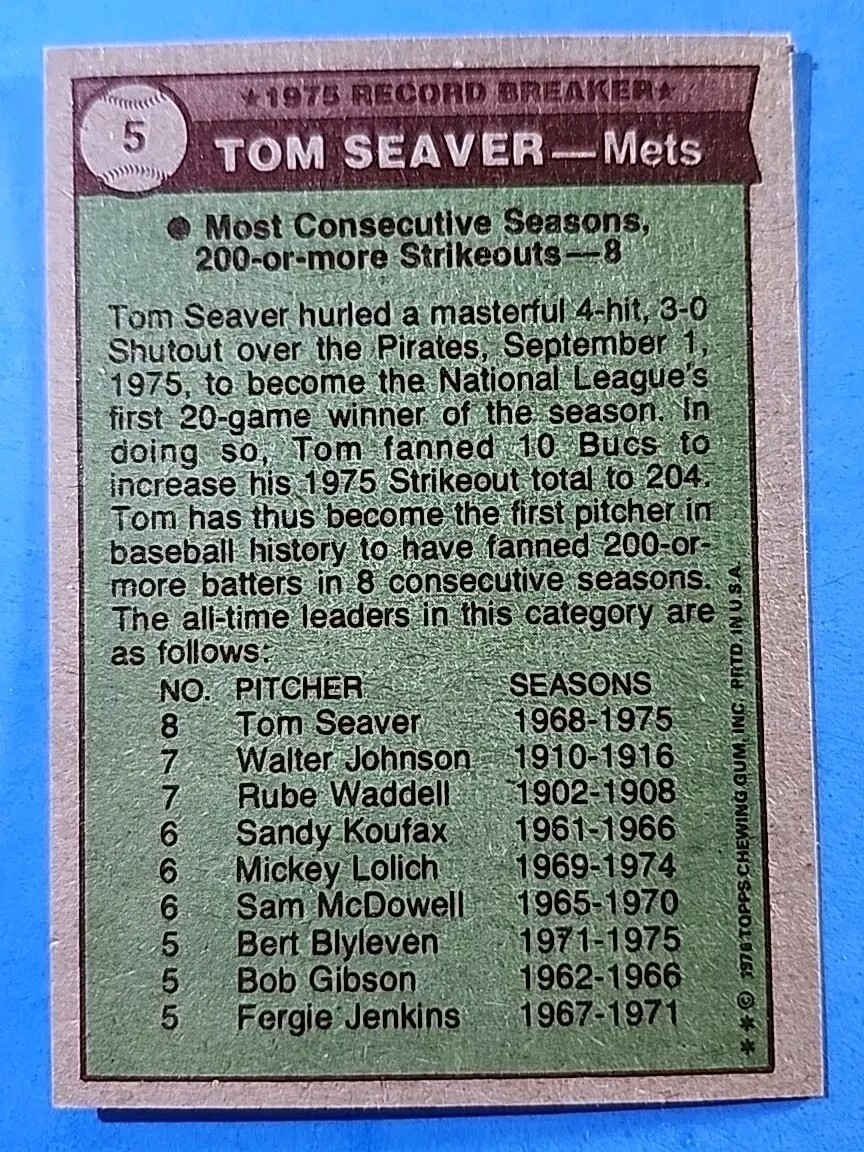 ★1975 RECORD BREAKER★
5
TOM SEAVER—Mets
● Most Consecutive Seasons,
200-or-more Strikeouts—8
Tom Seaver hurled a masterful 4-hit, 3-0
Shutout over the Pirates, September 1,
1975, to become the National League's
first 20-game winner of the season. In
doing so, Tom fanned 10 Bucs to
increase his 1975 Strikeout total to 204.
Tom has thus become the first pitcher in
baseball history to have fanned 200-or-
more batters in 8 consecutive seasons.
The all-time leaders in this category are
as follows:
NO. PITCHER SEASONS
8 Tom Seaver 1968-1975
7 Walter Johnson 1910-1916
7 Rube Waddell 1902-1908
6 Sandy Koufax 1961-1966
6 Mickey Lolich 1969-1974
6 Sam McDowell 1965-1970
5 Bert Blyleven 1971-1975
5 Bob Gibson 1962-1966
5 Fergie Jenkins 1967-1971
✱✱© 1976 TOPPS CHEWING GUM, INC. PRTD. IN U.S.A.